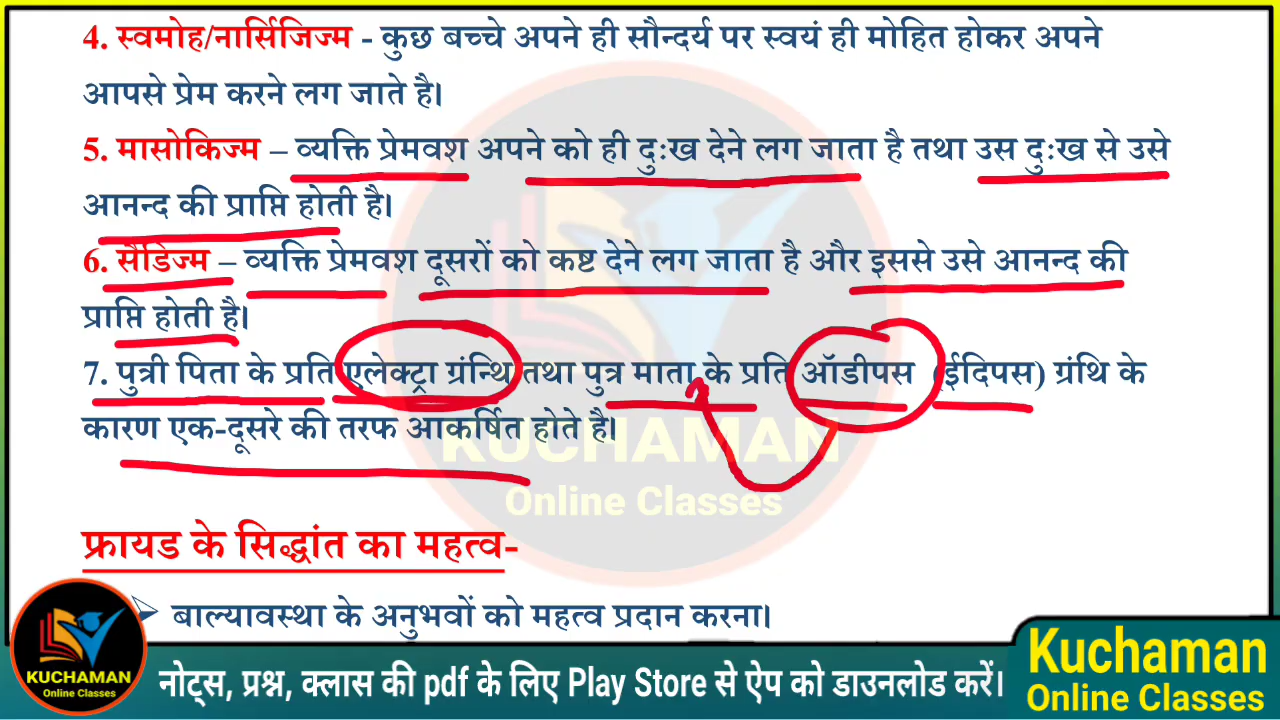 4. स्वमोह/नार्सिजिज्म - कुछ बच्चे अपने ही सौन्दर्य पर स्वयं ही मोहित होकर अपने
आपसे प्रेम करने लग जाते है।
5. मासोकिज्म – व्यक्ति प्रेमवश अपने को ही दुःख देने लग जाता है तथा उस दुःख से उसे
आनन्द की प्राप्ति होती है।
6. सैडिज्म – व्यक्ति प्रेमवश दूसरों को कष्ट देने लग जाता है और इससे उसे आनन्द की
प्राप्ति होती है।
7. पुत्री पिता के प्रति एलेक्ट्रा ग्रंन्थि तथा पुत्र माता के प्रति ऑडीपस (ईदिपस) ग्रंथि के
कारण एक-दूसरे की तरफ आकर्षित होते है।
KUCHAMAN
Online Classes
फ्रायड के सिद्धांत का महत्व-
बाल्यावस्था के अनुभवों को महत्व प्रदान करना।
KUCHAMAN
Online Classes
नोट्स, प्रश्न, क्लास की pdf के लिए Play Store से ऐप को डाउनलोड करें।
Kuchaman
Online Classes